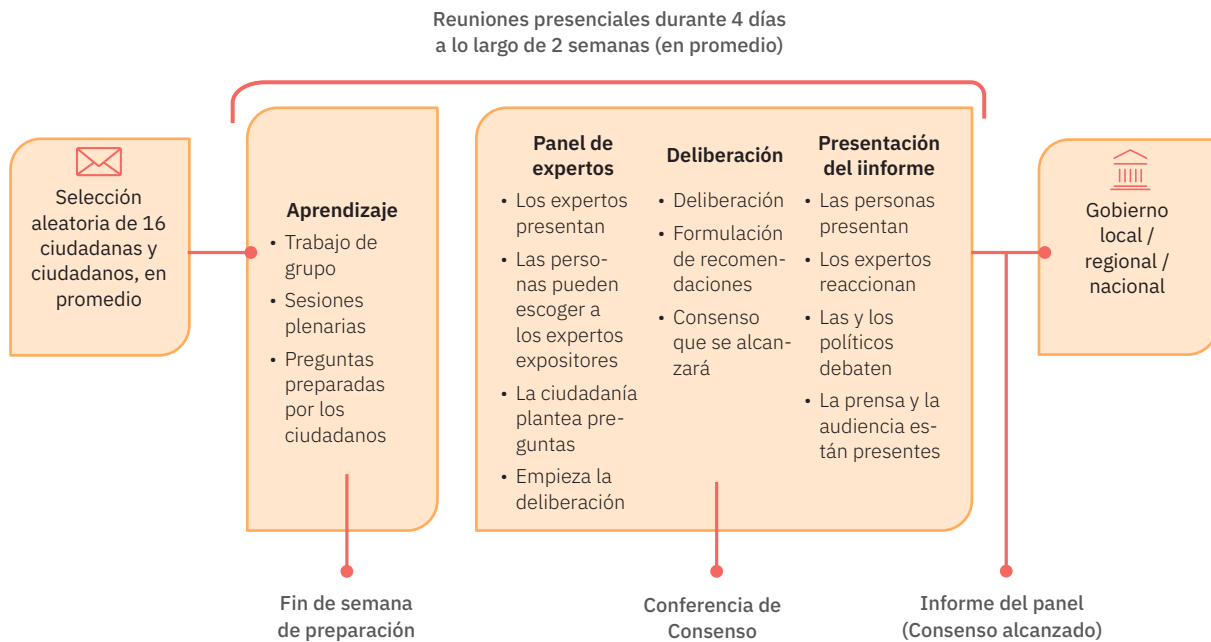 Reuniones presenciales durante 4 días
a lo largo de 2 semanas (en promedio)
Selección
aleatoria de 16
ciudadanas y
ciudadanos, en
promedio
Aprendizaje
• Trabajo de
grupo
• Sesiones
plenarias
• Preguntas
preparadas
por los
ciudadanos
Panel de
expertos
• Los expertos
presentan
• Las perso-
nas pueden
escoger a
los expertos
expositores
• La ciudadanía
plantea pre-
guntas
• Empieza la
deliberación
Deliberación
• Deliberación
• Formulación
de recomen-
daciones
• Consenso
que se alcan-
zará
Presentación
del iinforme
• Las personas
presentan
• Los expertos
reaccionan
• Las y los
políticos
debaten
• La prensa y la
audiencia es-
tán presentes
Gobierno
local /
regional /
nacional
Fin de semana
de preparación
Conferencia de
Consenso
Informe del panel
(Consenso alcanzado)